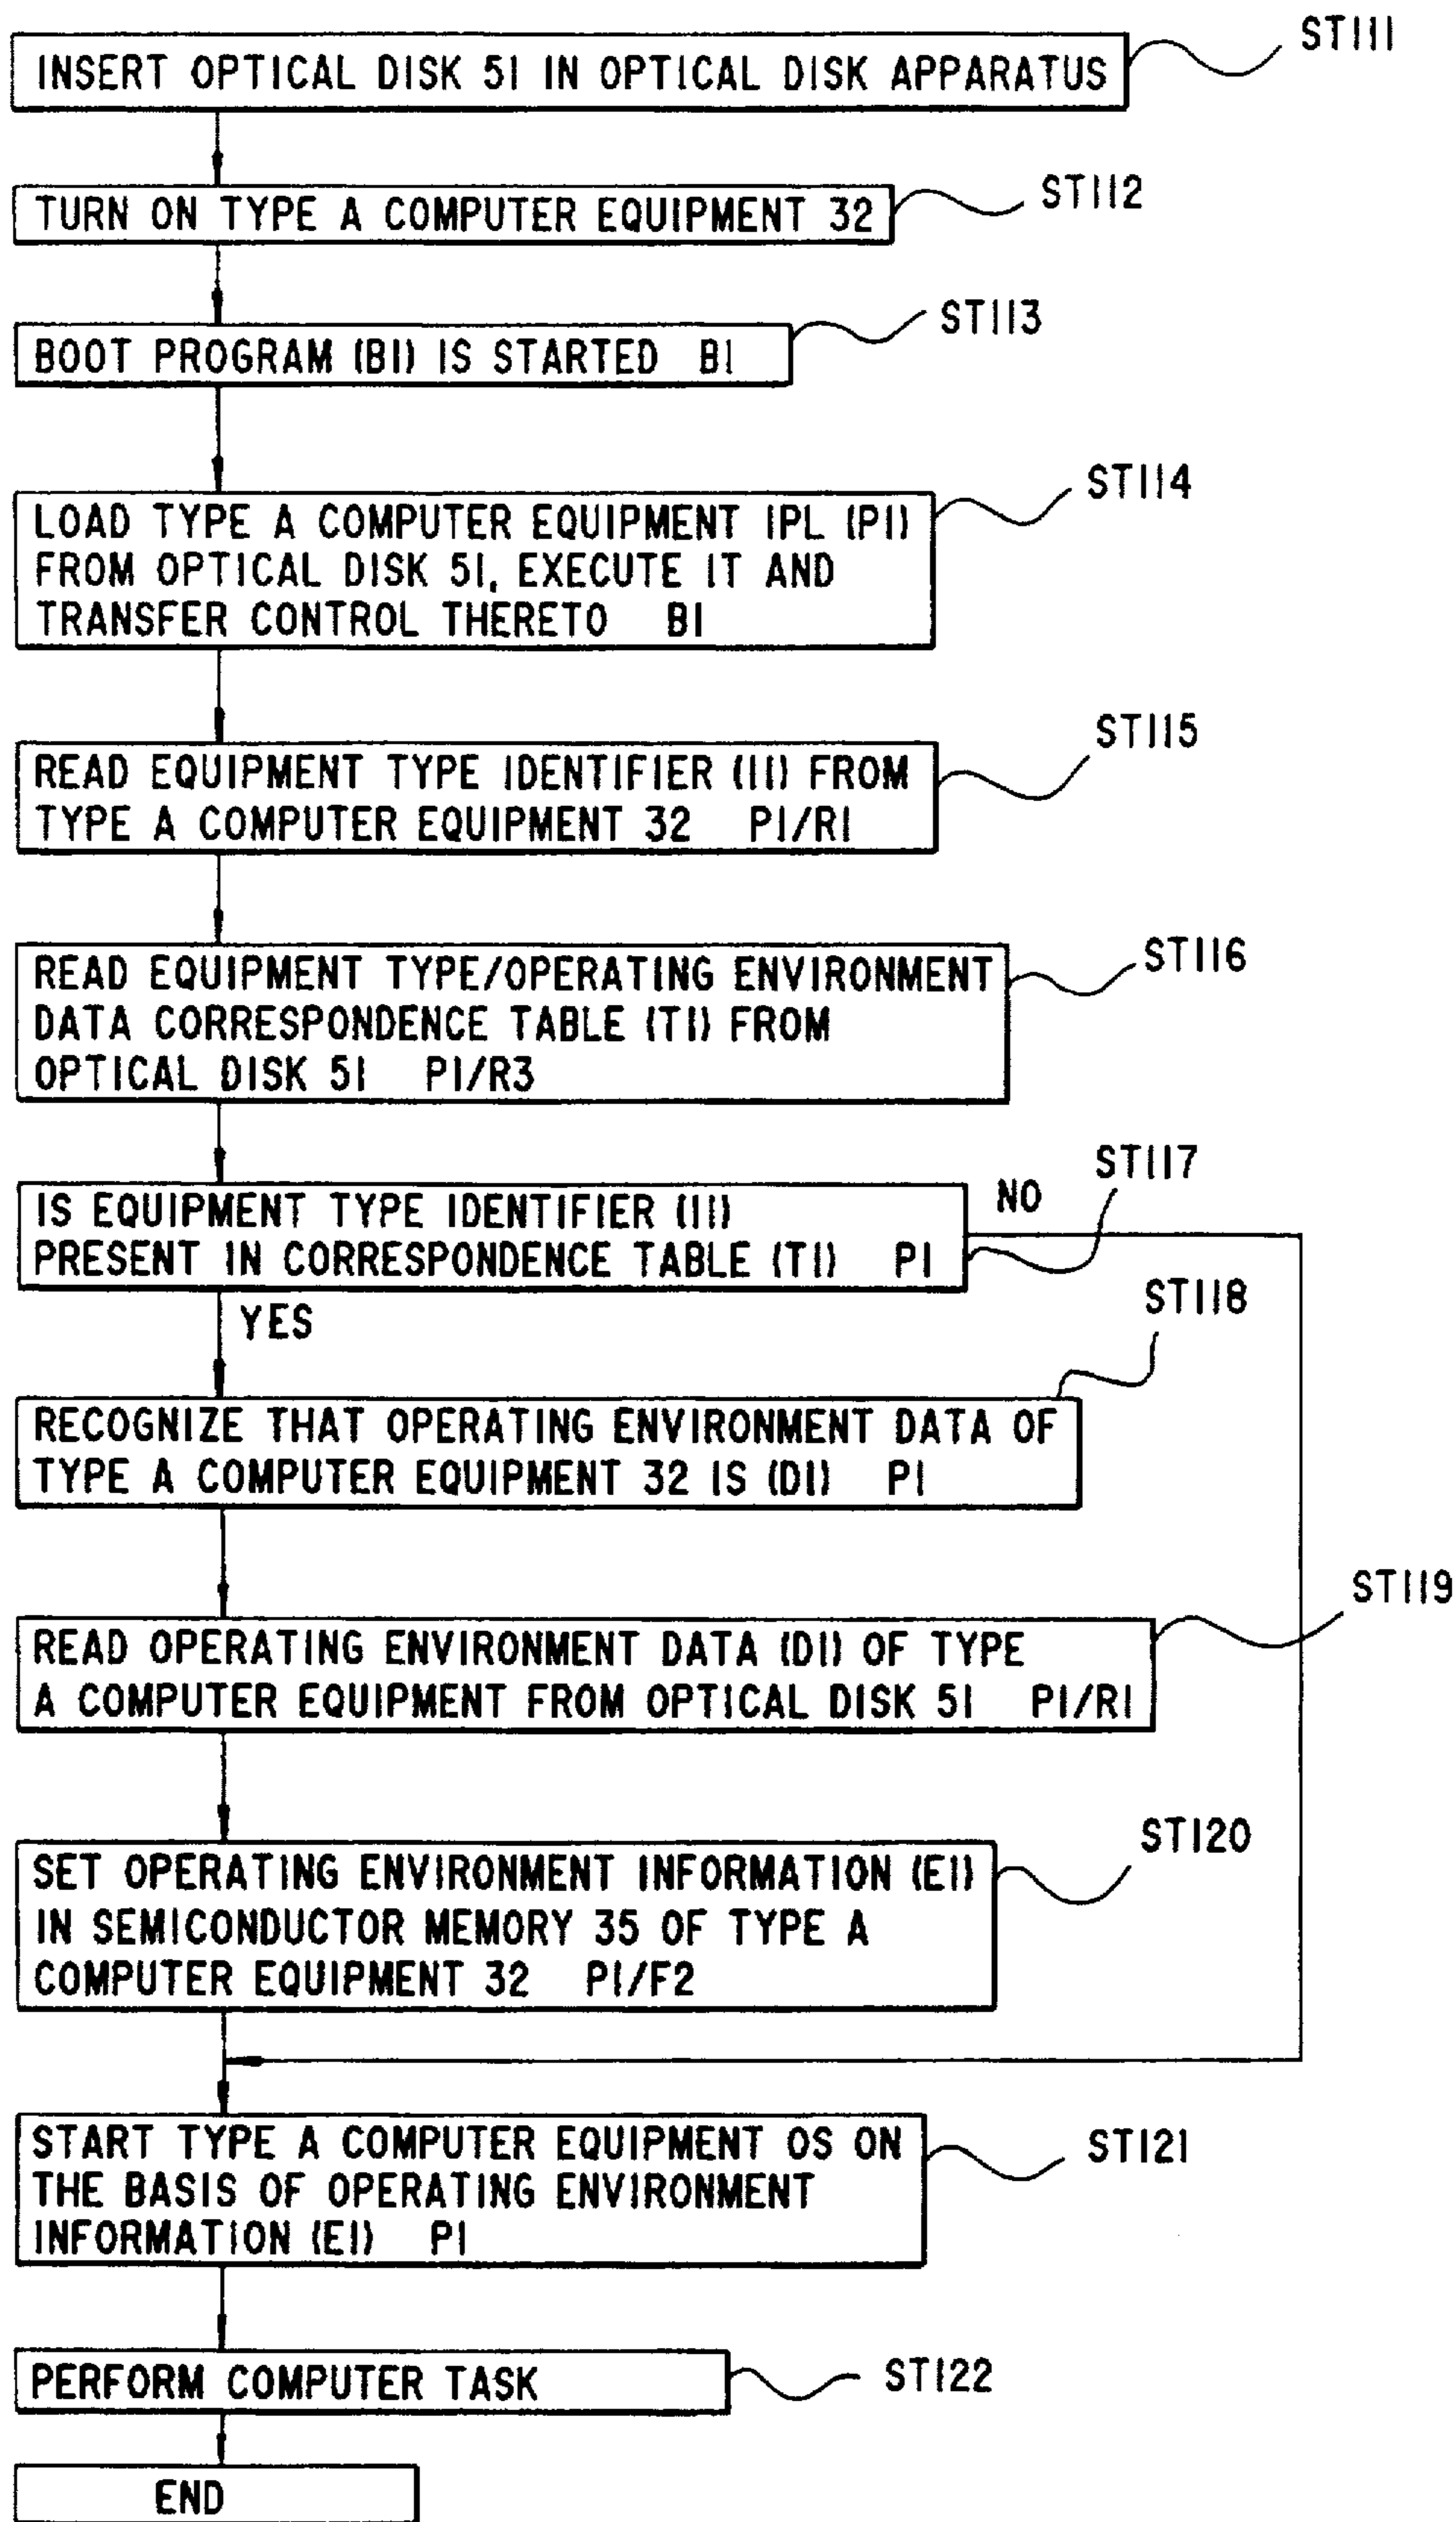 INSERT OPTICAL DISK 51 IN OPTICAL DISK APPARATUS
ST111
TURN ON TYPE A COMPUTER EQUIPMENT 32
ST112
BOOT PROGRAM (B1) IS STARTED B1
ST113
LOAD TYPE A COMPUTER EQUIPMENT IPL (P1)
FROM OPTICAL DISK 51, EXECUTE IT AND
TRANSFER CONTROL THERETO B1
ST114
READ EQUIPMENT TYPE IDENTIFIER (I1) FROM
TYPE A COMPUTER EQUIPMENT 32 P1/R1
ST115
READ EQUIPMENT TYPE/OPERATING ENVIRONMENT
DATA CORRESPONDENCE TABLE (T1) FROM
OPTICAL DISK 51 P1/R3
ST116
IS EQUIPMENT TYPE IDENTIFIER (I1)
PRESENT IN CORRESPONDENCE TABLE (T1) P1
NO
ST117
YES
ST118
RECOGNIZE THAT OPERATING ENVIRONMENT DATA OF
TYPE A COMPUTER EQUIPMENT 32 IS (D1) P1
ST119
READ OPERATING ENVIRONMENT DATA (D1) OF TYPE
A COMPUTER EQUIPMENT FROM OPTICAL DISK 51 P1/R1
ST120
SET OPERATING ENVIRONMENT INFORMATION (E1)
IN SEMICONDUCTOR MEMORY 35 OF TYPE A
COMPUTER EQUIPMENT 32 P1/F2
START TYPE A COMPUTER EQUIPMENT OS ON
THE BASIS OF OPERATING ENVIRONMENT
INFORMATION (E1) P1
ST121
PERFORM COMPUTER TASK
ST122
END